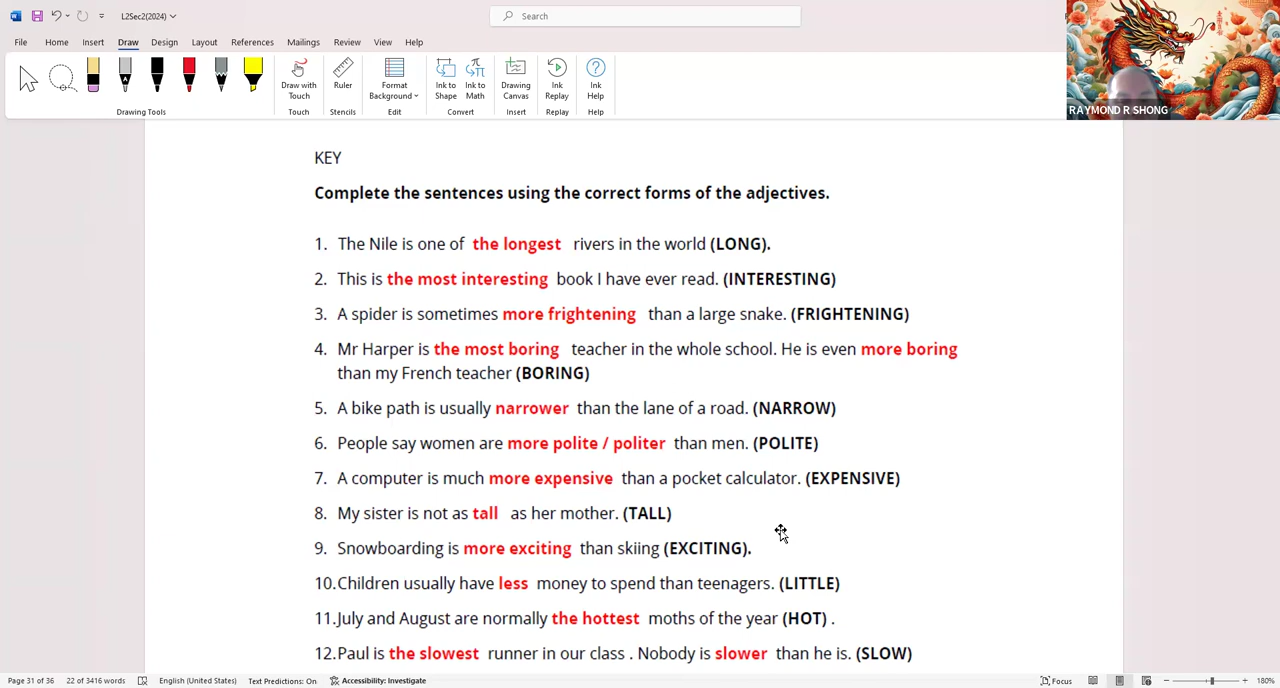 L2Sec2(2024)
Search
File Home Insert Draw Design Layout References Mailings Review View Help
Draw with Touch
Ruler
Format Background
Ink to Shape
Ink to Math
Drawing Canvas
Ink Replay
Ink Help
Drawing Tools Touch Stencils Edit Convert Insert Replay Help
RAYMOND R SHONG
KEY
Complete the sentences using the correct forms of the adjectives.
1. The Nile is one of the longest rivers in the world (LONG).
2. This is the most interesting book I have ever read. (INTERESTING)
3. A spider is sometimes more frightening than a large snake. (FRIGHTENING)
4. Mr Harper is the most boring teacher in the whole school. He is even more boring
than my French teacher (BORING)
5. A bike path is usually narrower than the lane of a road. (NARROW)
6. People say women are more polite / politer than men. (POLITE)
7. A computer is much more expensive than a pocket calculator. (EXPENSIVE)
8. My sister is not as tall as her mother. (TALL)
9. Snowboarding is more exciting than skiing (EXCITING).
10.Children usually have less money to spend than teenagers. (LITTLE)
11.July and August are normally the hottest moths of the year (HOT) .
12.Paul is the slowest runner in our class . Nobody is slower than he is. (SLOW)
Page 31 of 36 22 of 3416 words English (United States) Text Predictions: On Accessibility: Investigate Focus 180%